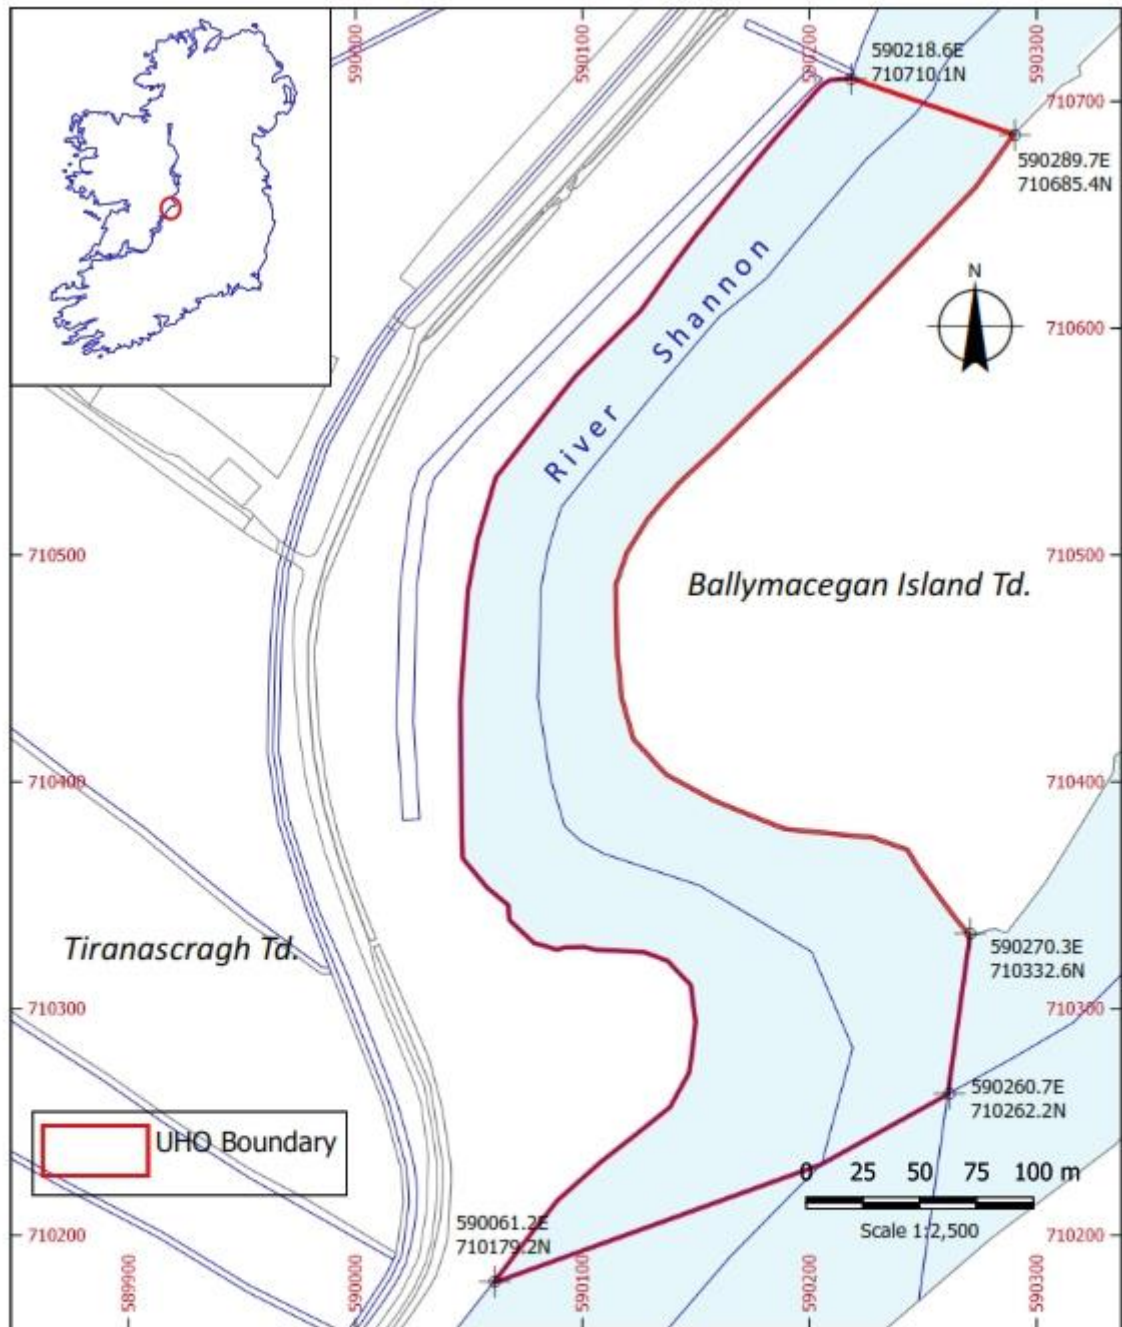 590000
590100
590200
590300
590218.6E
710710.1N
710700
590289.7E
710685.4N
River Shannon
N
710600
710500
710500
Ballymacegan Island Td.
710400
710400
Tiranascragh Td.
590270.3E
710332.6N
710300
710300
590260.7E
710262.2N
UHO Boundary
0 25 50 75 100 m
Scale 1:2,500
590061.2E
710179.2N
710200
710200
589900
590000
590100
590200
590300